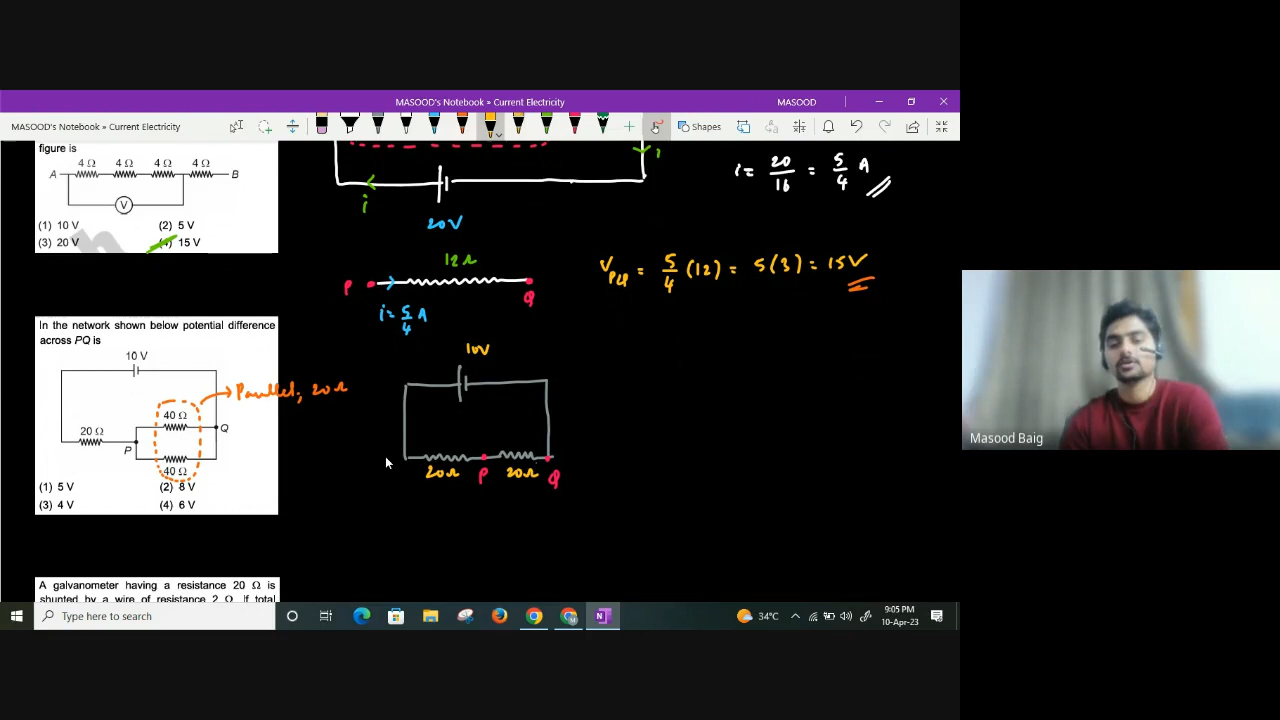 MASOOD's Notebook » Current Electricity
MASOOD
MASOOD's Notebook » Current Electricity
Shapes
figure is
4 Ω 4 Ω 4 Ω 4 Ω
A B
V
(1) 10 V (2) 5 V
(3) 20 V (4) 15 V
i
i
20V
i = 20/16 = 5/4 A
12Ω
P Q
i = 5/4 A
VPQ = 5/4 (12) = 5(3) = 15V
In the network shown below potential difference
across PQ is
10 V
40 Ω
Parallel, 20Ω
20 Ω
P
Q
40 Ω
(1) 5 V (2) 8 V
(3) 4 V (4) 6 V
10V
20Ω P 20Ω Q
A galvanometer having a resistance 20 Ω is
shunted by a wire of resistance 2 Ω. If total
Masood Baig
Type here to search
34°C
9:05 PM
10-Apr-23